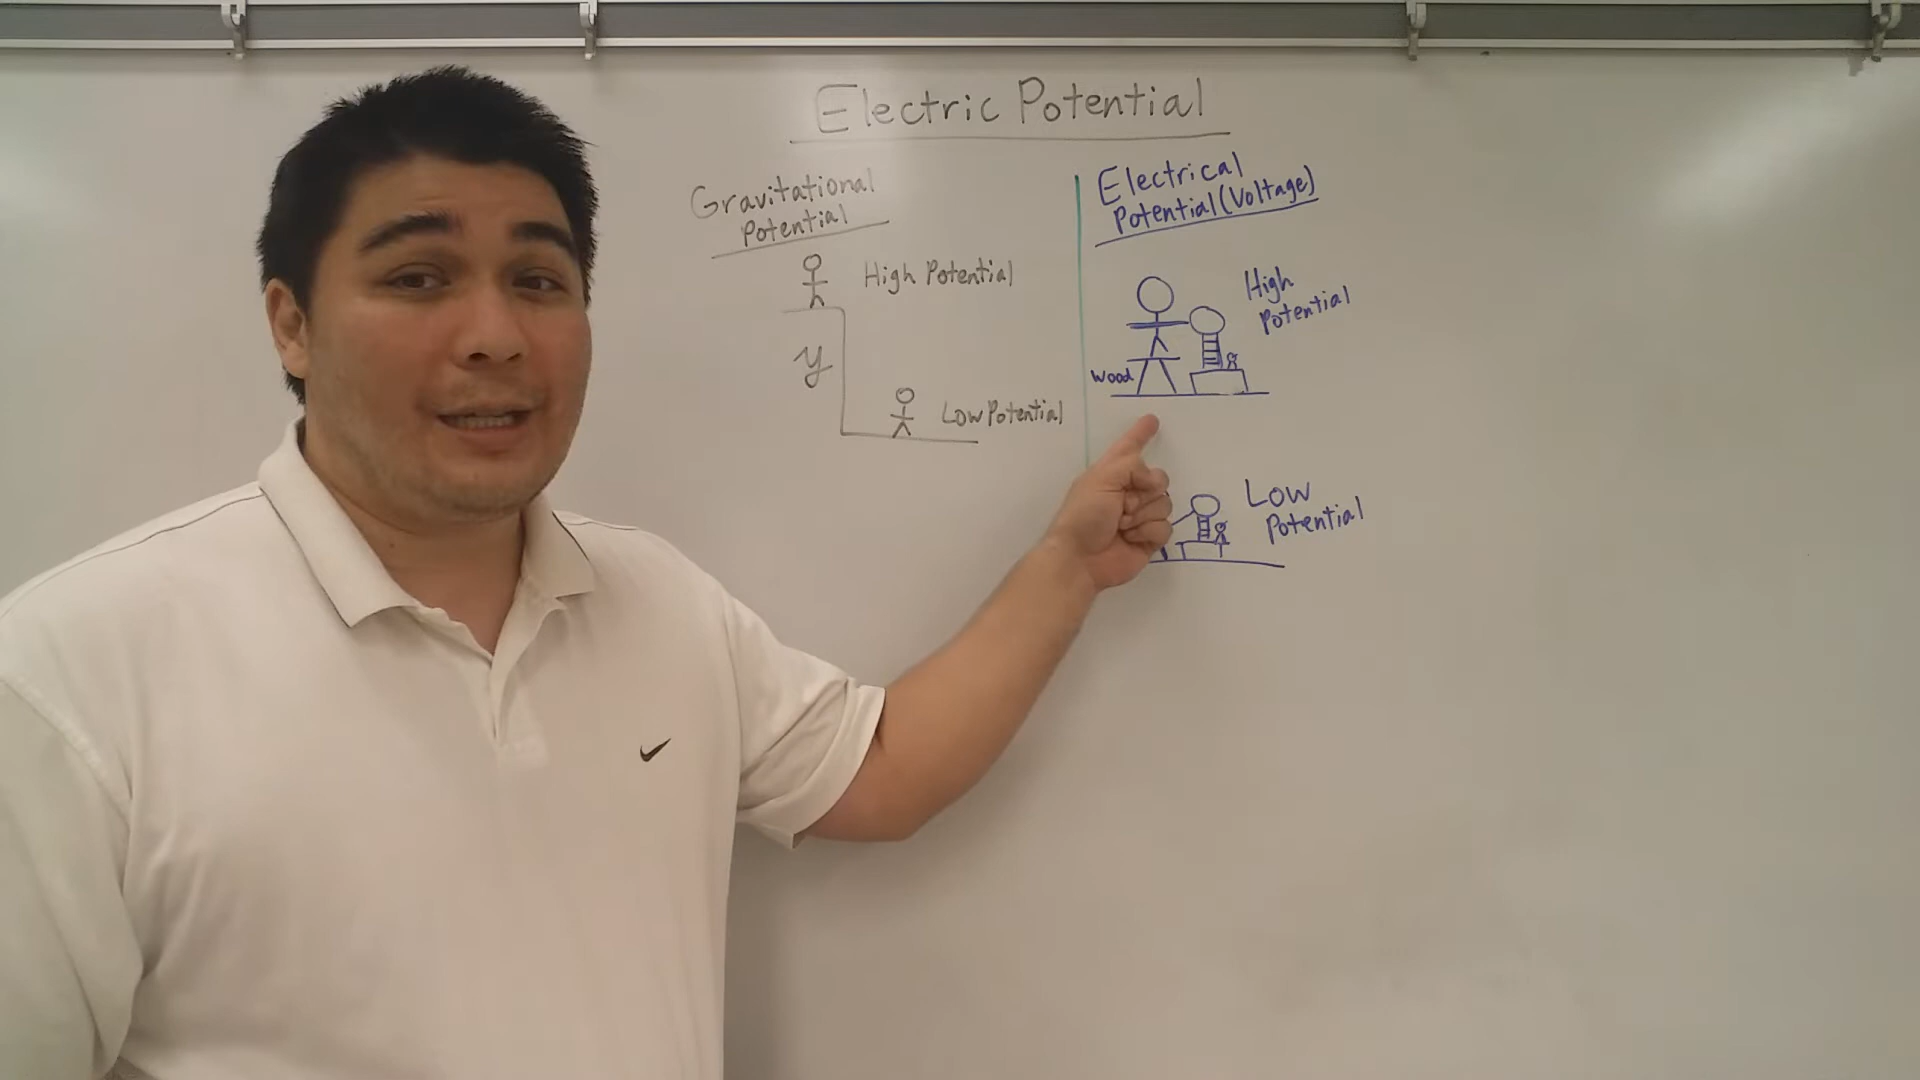 Electric Potential
Gravitational
Potential
High Potential
y
Low Potential
Electrical
Potential (Voltage)
High
Potential
Wood
Low
Potential